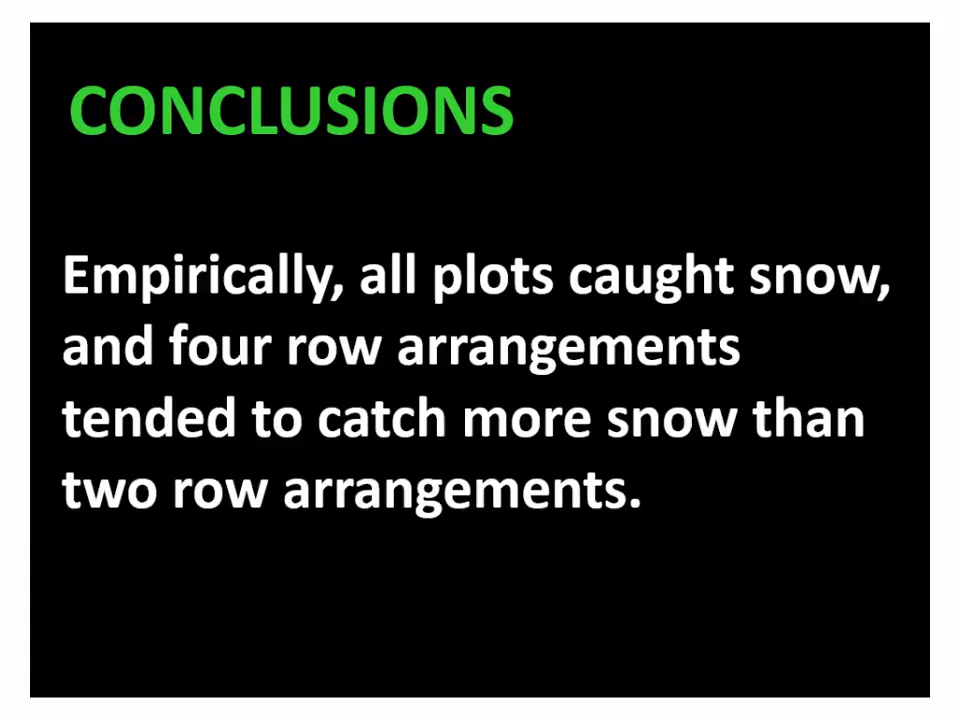 CONCLUSIONS
Empirically, all plots caught snow,
and four row arrangements
tended to catch more snow than
two row arrangements.